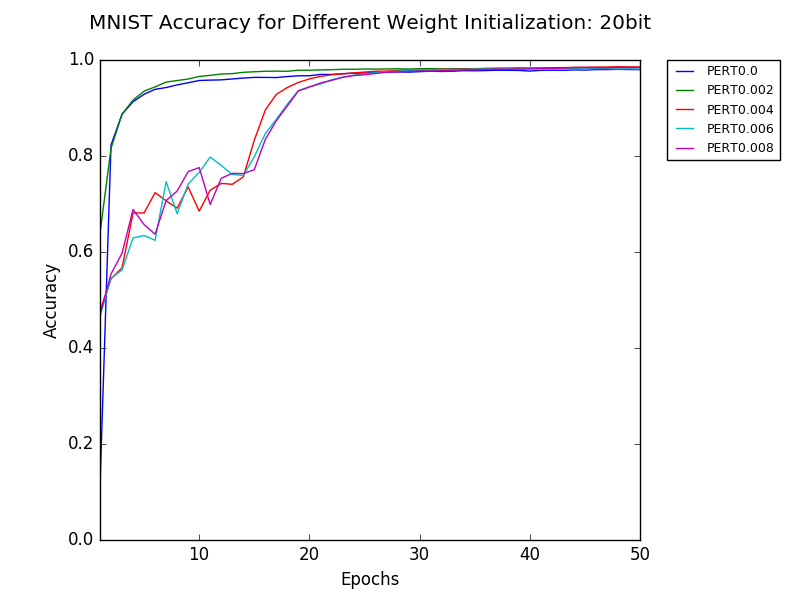 MNIST Accuracy for Different Weight Initialization: 20bit
1.0
0.8
0.6
0.4
0.2
0.0
Accuracy
10
20
30
40
50
Epochs
PERT0.0
PERT0.002
PERT0.004
PERT0.006
PERT0.008